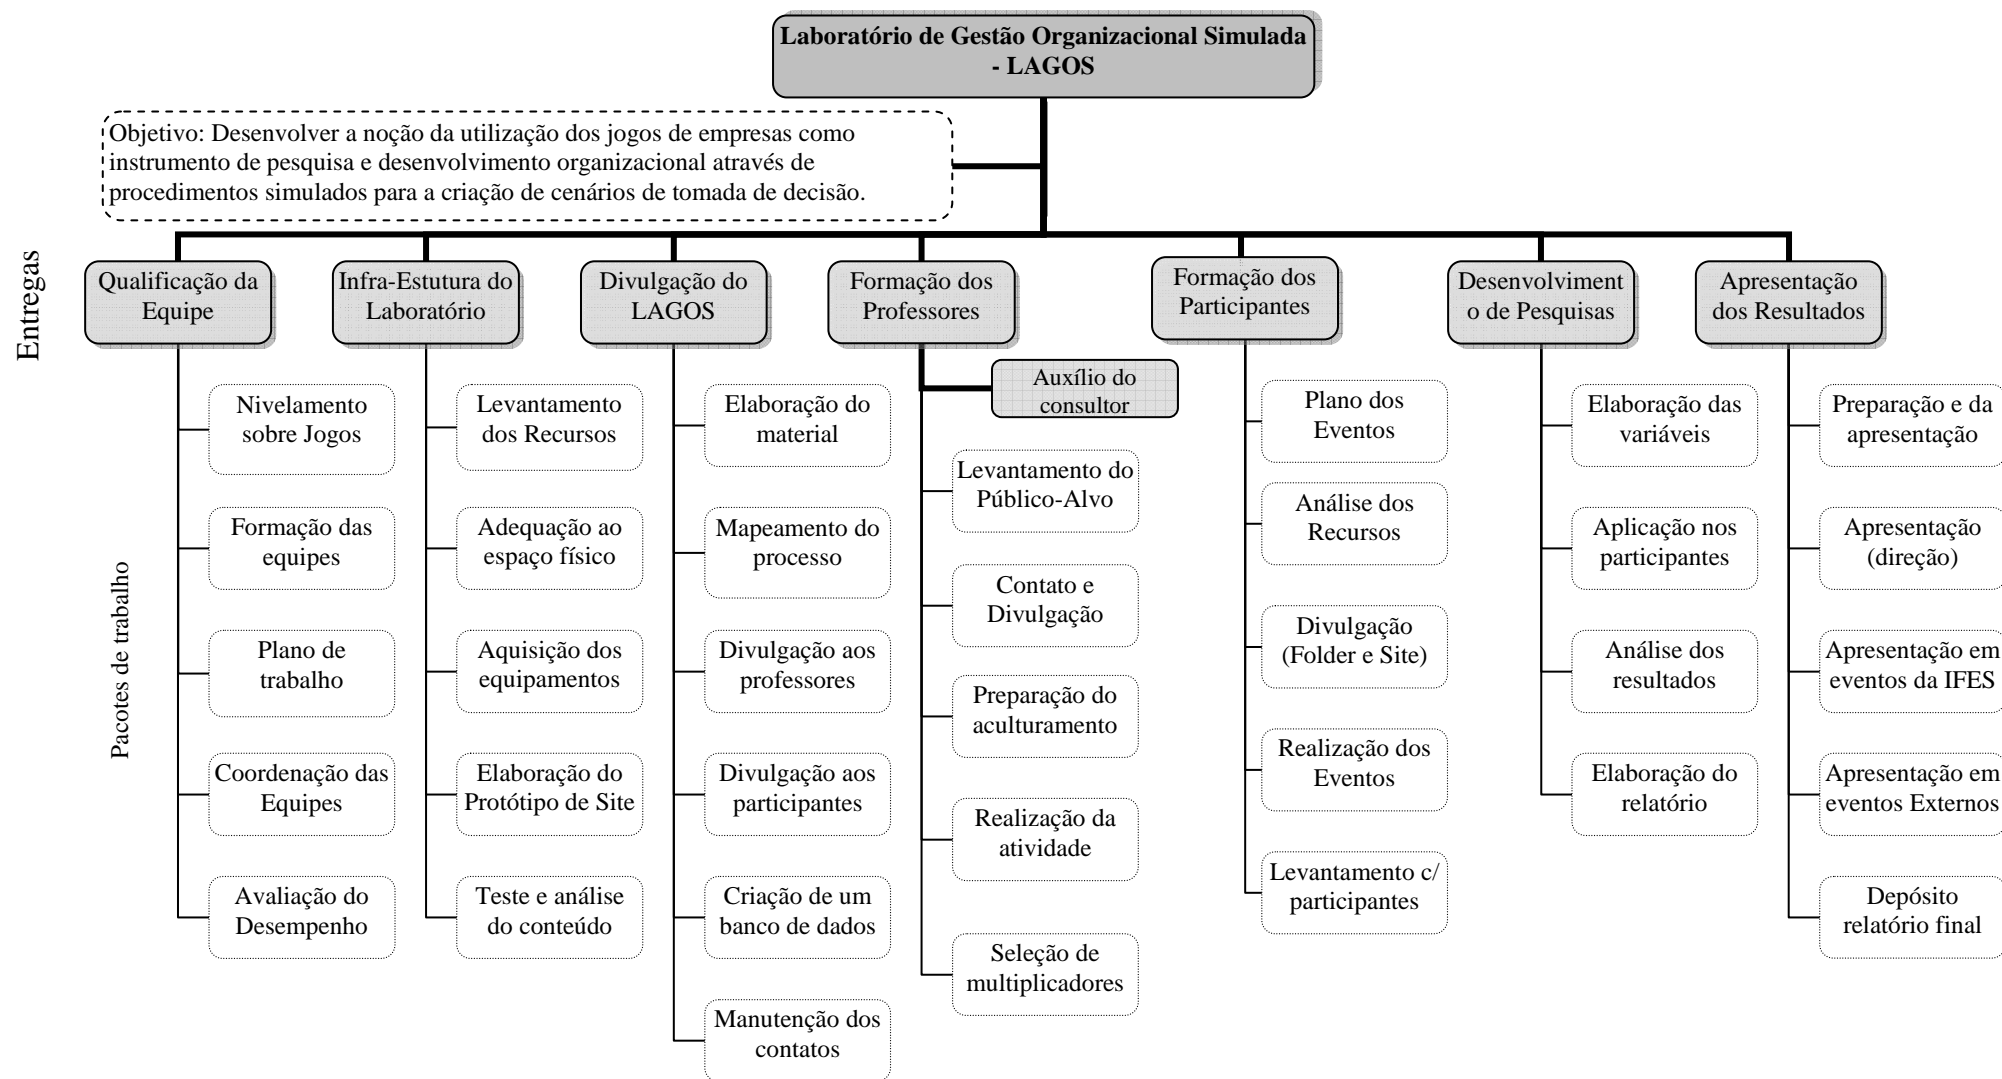 Laboratório de Gestão Organizacional Simulada
- LAGOS
Objetivo: Desenvolver a noção da utilização dos jogos de empresas como
instrumento de pesquisa e desenvolvimento organizacional através de
procedimentos simulados para a criação de cenários de tomada de decisão.
Entregas
Qualificação da
Equipe
Infra-Estutura do
Laboratório
Divulgação do
LAGOS
Formação dos
Professores
Formação dos
Participantes
Desenvolviment
o de Pesquisas
Apresentação
dos Resultados
Pacotes de trabalho
Nivelamento
sobre Jogos
Formação das
equipes
Plano de
trabalho
Coordenação das
Equipes
Avaliação do
Desempenho
Levantamento
dos Recursos
Adequação ao
espaço físico
Aquisição dos
equipamentos
Elaboração do
Protótipo de Site
Teste e análise
do conteúdo
Elaboração do
material
Mapeamento do
processo
Divulgação aos
professores
Divulgação aos
participantes
Criação de um
banco de dados
Manutenção dos
contatos
Auxílio do
consultor
Levantamento do
Público-Alvo
Contato e
Divulgação
Preparação do
aculturamento
Realização da
atividade
Seleção de
multiplicadores
Plano dos
Eventos
Análise dos
Recursos
Divulgação
(Folder e Site)
Realização dos
Eventos
Levantamento c/
participantes
Elaboração das
variáveis
Aplicação nos
participantes
Análise dos
resultados
Elaboração do
relatório
Preparação e da
apresentação
Apresentação
(direção)
Apresentação em
eventos da IFES
Apresentação em
eventos Externos
Depósito
relatório final